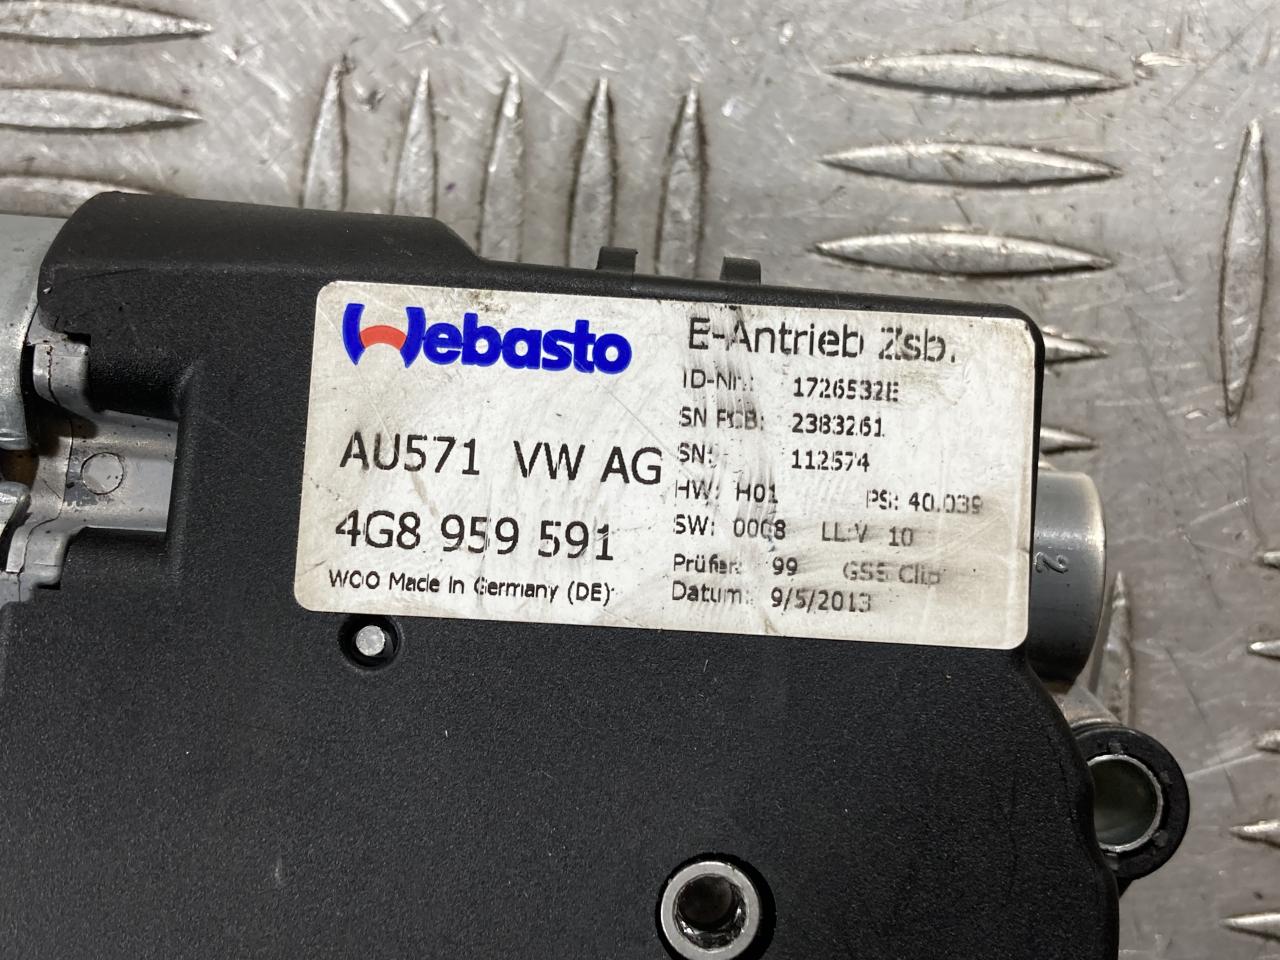 Webasto
E-Antrieb Zsb.
ID-Nr.: 1726532E
SN PCB: 2383261
AU571 VW AG
SN: 112574
HW: H01 PS: 40.039
4G8 959 591
SW: 0008 LL:V 10
Prüfer: 99 GS5 Clip
WOO Made in Germany (DE)
Datum: 9/5/2013
2